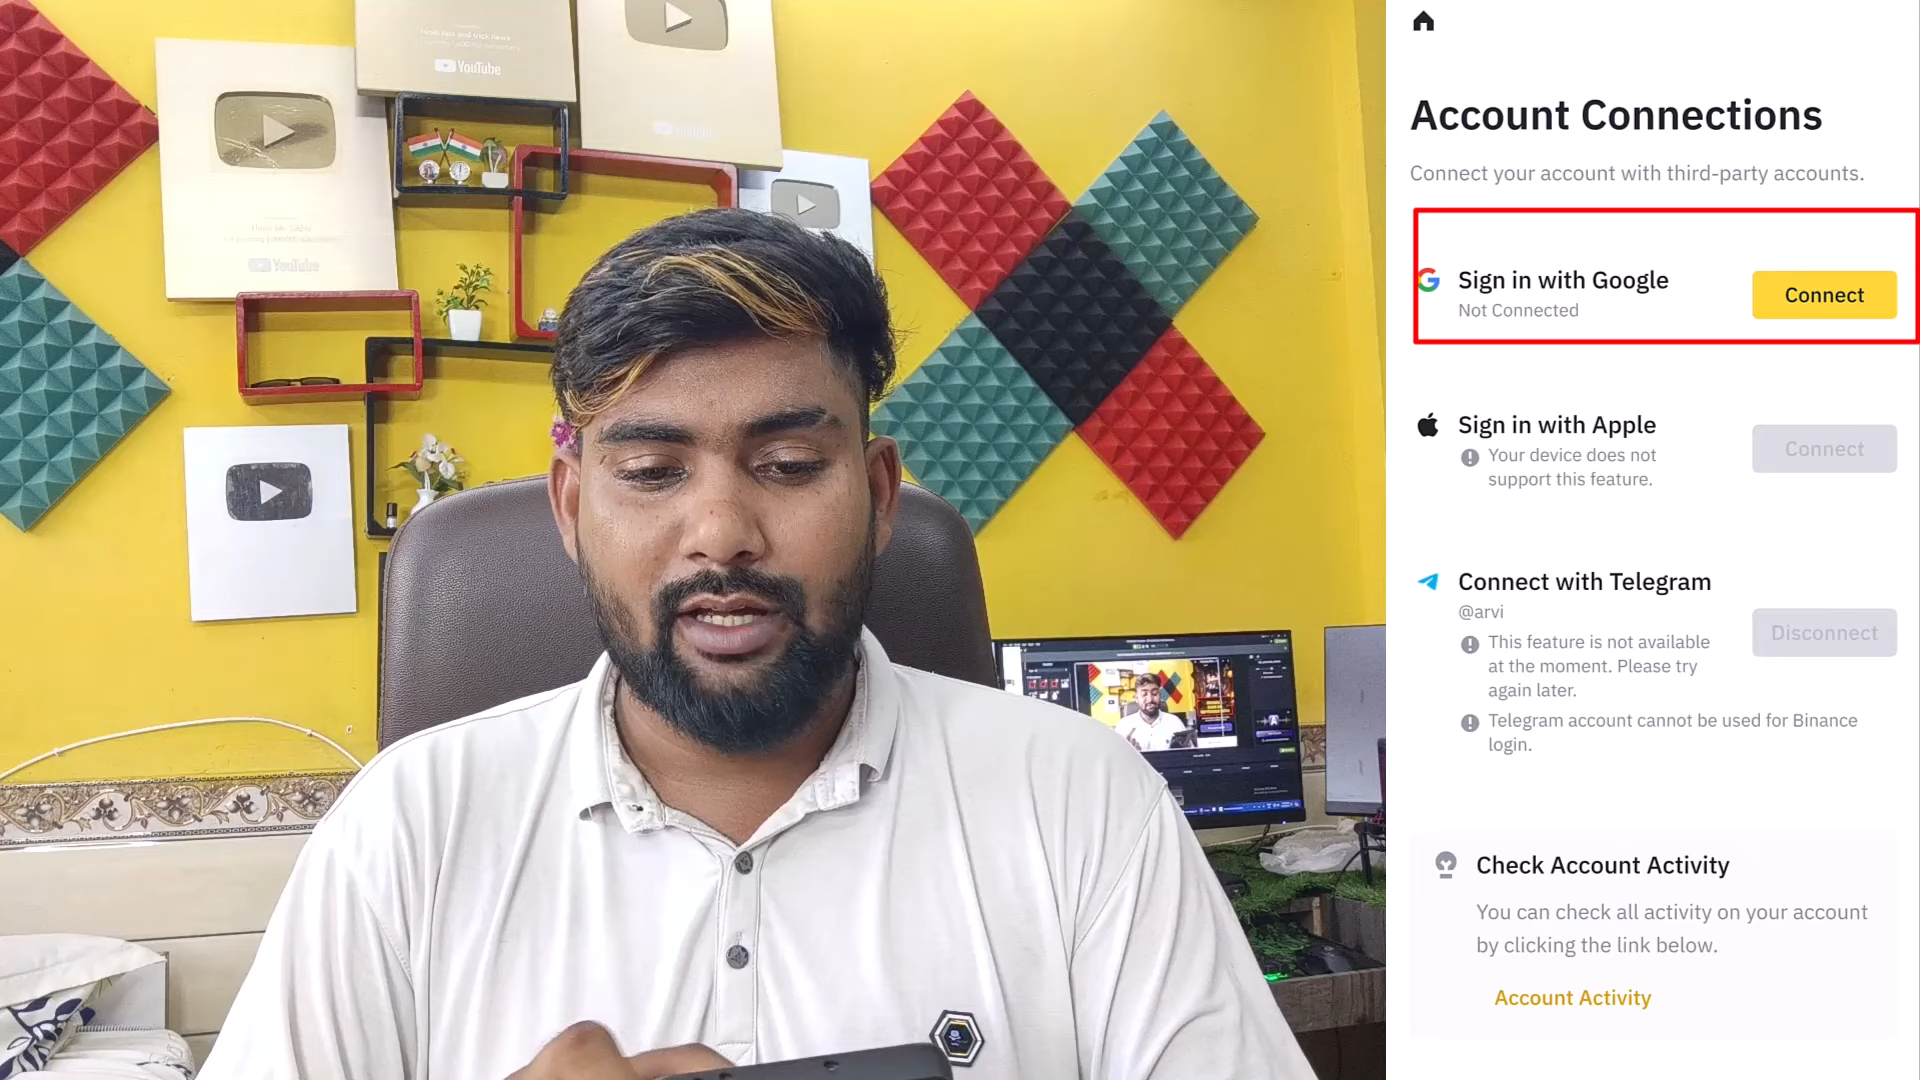 YouTube
YouTube
YouTube
Account Connections
Connect your account with third-party accounts.
Sign in with Google
Not Connected
Connect
Sign in with Apple
Your device does not
support this feature.
Connect
Connect with Telegram
@arvi
This feature is not available
at the moment. Please try
again later.
Disconnect
Telegram account cannot be used for Binance
login.
Check Account Activity
You can check all activity on your account
by clicking the link below.
Account Activity